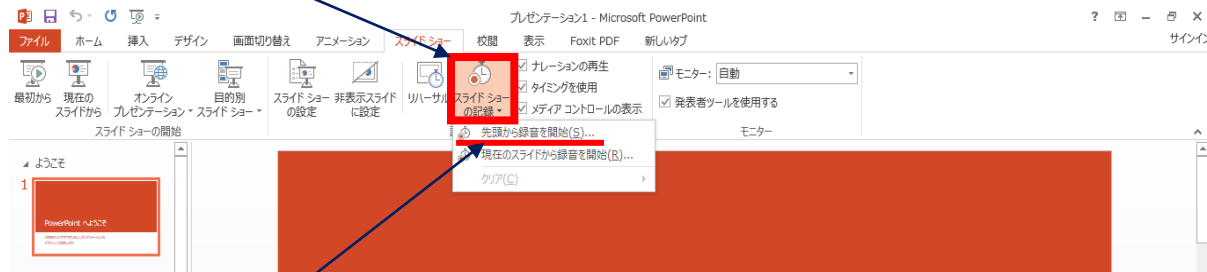 プレゼンテーション1 - Microsoft PowerPoint
ファイル ホーム 挿入 デザイン 画面切り替え アニメーション スライド ショー 校閲 表示 Foxit PDF 新しいタブ サインイン
最初から 現在の スライドから オンライン プレゼンテーション 目的別 スライド ショー スライド ショー の設定 非表示スライド に設定 リハーサル スライド ショー の記録
ナレーションの再生
タイミングを使用
メディア コントロールの表示
モニター: 自動
発表者ツールを使用する
スライド ショーの開始
モニター
先頭から録音を開始(S)...
現在のスライドから録音を開始(R)...
クリア(C)
ようこそ
1
PowerPoint へようこそ